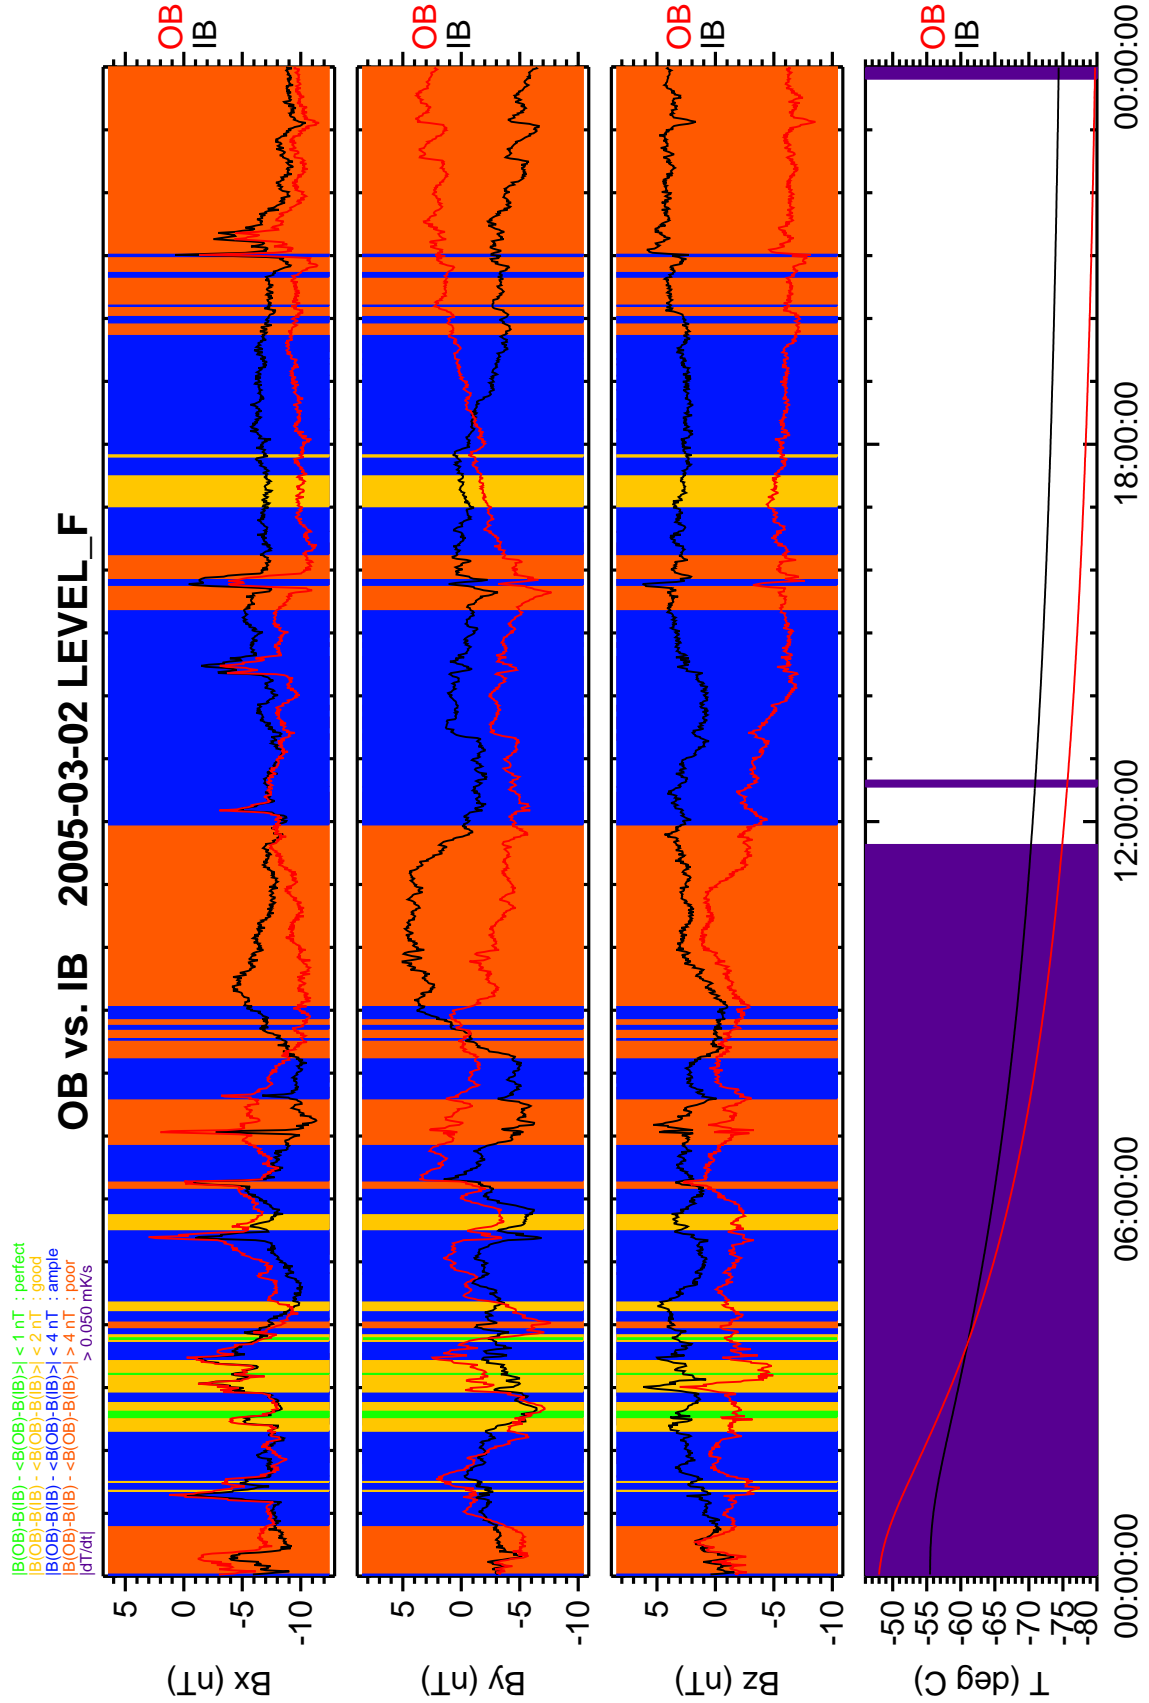 |B(OB)-B(IB) - <B(OB)-B(IB)>| < 1 nT : perfect
|B(OB)-B(IB) - <B(OB)-B(IB)>| < 2 nT : good
|B(OB)-B(IB) - <B(OB)-B(IB)>| < 4 nT : ample
|B(OB)-B(IB) - <B(OB)-B(IB)>| > 4 nT : poor
|dT/dt| > 0.050 mK/s
OB vs. IB 2005-03-02 LEVEL_F
Bx (nT)
5
0
-5
-10
OB
IB
By (nT)
5
0
-5
-10
OB
IB
Bz (nT)
5
0
-5
-10
OB
IB
T (deg C)
-50
-55
-60
-65
-70
-75
-80
OB
IB
00:00:00
06:00:00
12:00:00
18:00:00
00:00:00